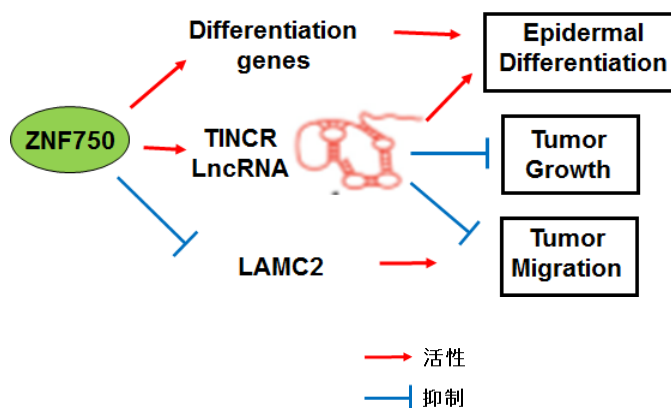 Differentiation
genes
Epidermal
Differentiation
ZNF750
TINCR
LncRNA
Tumor
Growth
LAMC2
Tumor
Migration
活性
抑制